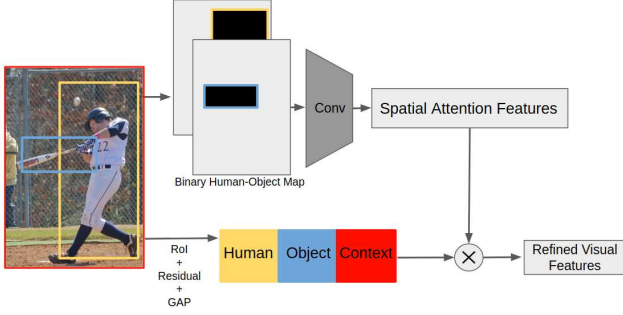 Conv
Spatial Attention Features
Binary Human-Object Map
22
RoI
+
Residual
+
GAP
Human
Object
Context
Refined Visual
Features